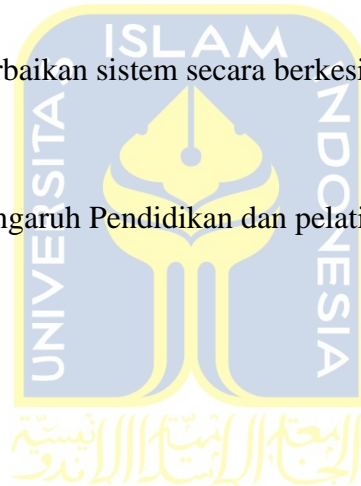 ISLAM
rbaikan sistem secara berkesi
UNIVERSITAS
INDONESIA
ngaruh Pendidikan dan pelati